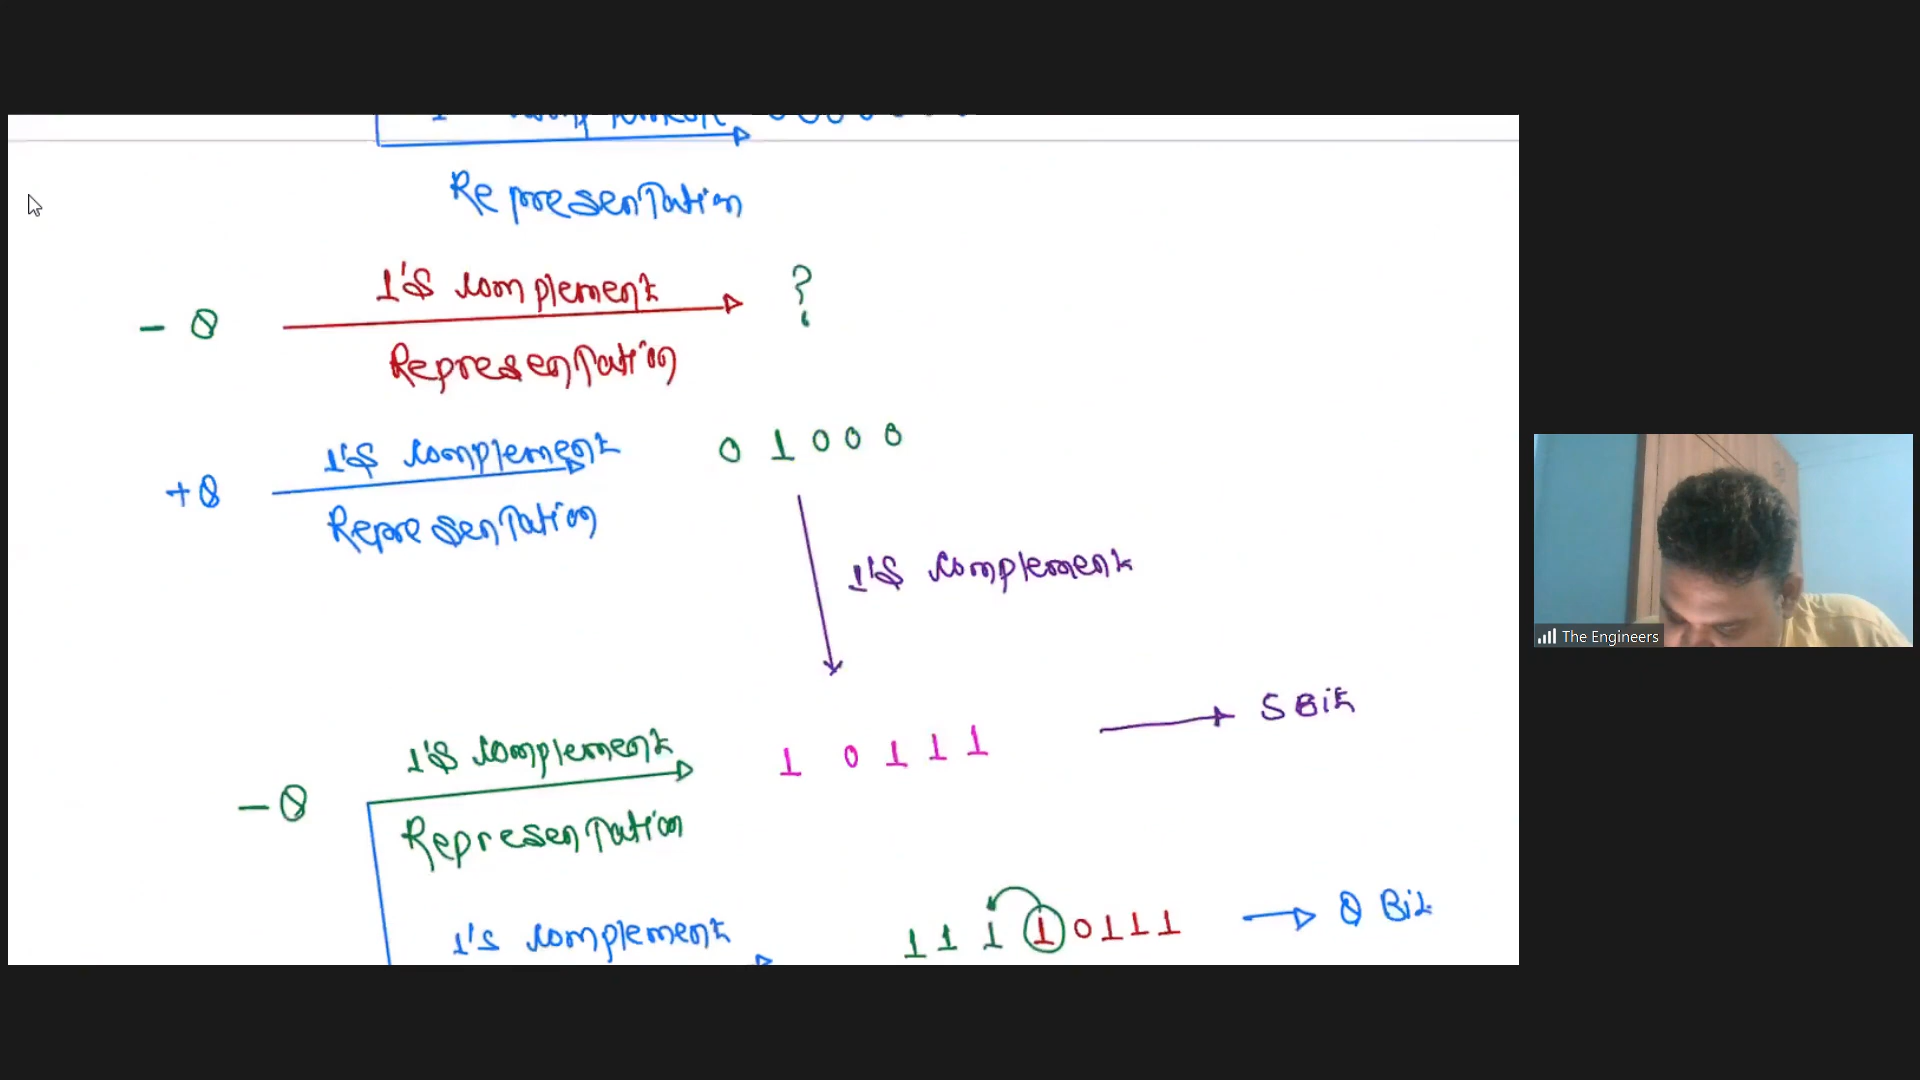 Representation
1's complement
- 8 ?
Representation
1's complement 0 1 0 0 0
+8
Representation
1's complement
5 Bit
1's complement 1 0 1 1 1
-8
Representation
1's complement 1 1 1 1 0 1 1 1 8 Bit
The Engineers